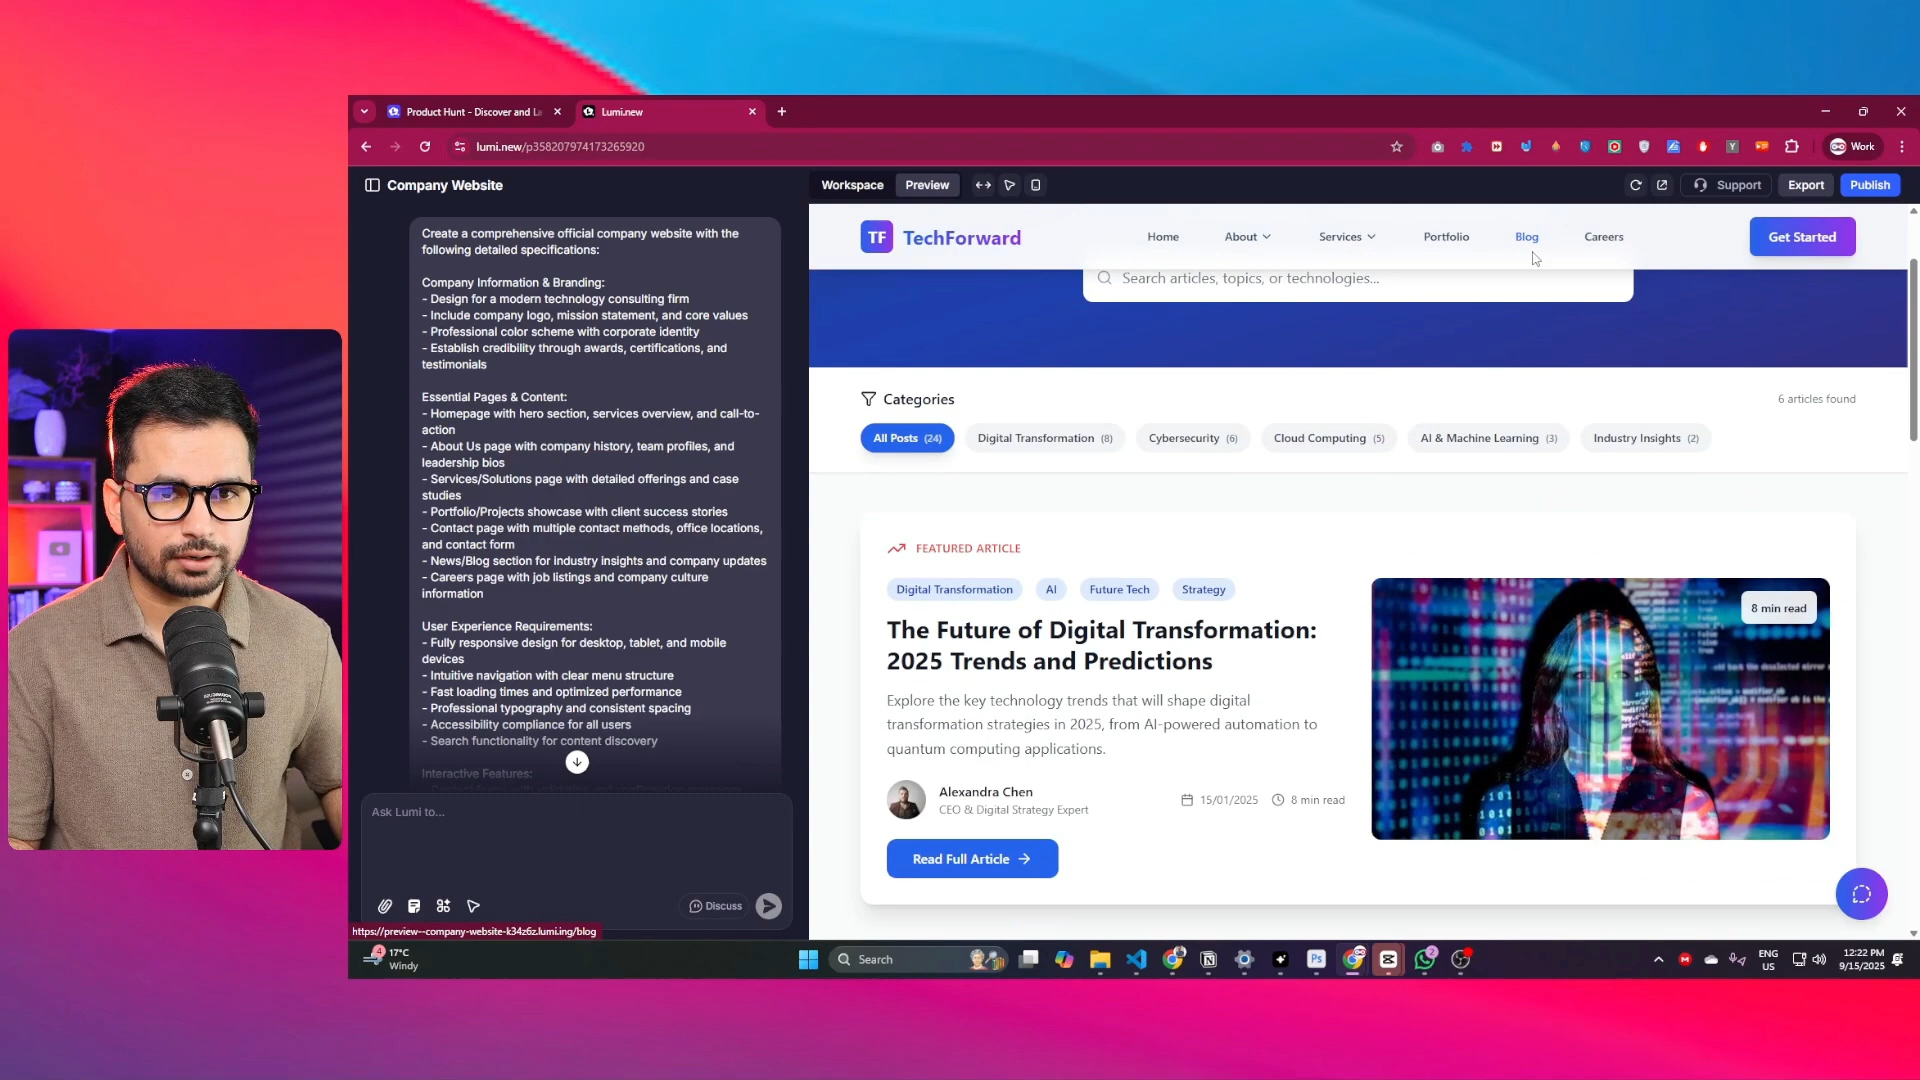 Product Hunt - Discover and La
Lumi.new
lumi.new/p358207974173265920
Work
Company Website
Workspace
Preview
Support
Export
Publish
Create a comprehensive official company website with the
following detailed specifications:
Company Information & Branding:
- Design for a modern technology consulting firm
- Include company logo, mission statement, and core values
- Professional color scheme with corporate identity
- Establish credibility through awards, certifications, and
testimonials
Essential Pages & Content:
- Homepage with hero section, services overview, and call-to-
action
- About Us page with company history, team profiles, and
leadership bios
- Services/Solutions page with detailed offerings and case
studies
- Portfolio/Projects showcase with client success stories
- Contact page with multiple contact methods, office locations,
and contact form
- News/Blog section for industry insights and company updates
- Careers page with job listings and company culture
information
User Experience Requirements:
- Fully responsive design for desktop, tablet, and mobile
devices
- Intuitive navigation with clear menu structure
- Fast loading times and optimized performance
- Professional typography and consistent spacing
- Accessibility compliance for all users
- Search functionality for content discovery
Interactive Features:
Ask Lumi to...
Discuss
https://preview--company-website-k34z6z.lumi.ing/blog
TF TechForward
Home
About
Services
Portfolio
Blog
Careers
Get Started
Search articles, topics, or technologies...
Categories
6 articles found
All Posts (24)
Digital Transformation (8)
Cybersecurity (6)
Cloud Computing (5)
AI & Machine Learning (3)
Industry Insights (2)
FEATURED ARTICLE
Digital Transformation
AI
Future Tech
Strategy
8 min read
The Future of Digital Transformation:
2025 Trends and Predictions
Explore the key technology trends that will shape digital
transformation strategies in 2025, from AI-powered automation to
quantum computing applications.
Alexandra Chen
CEO & Digital Strategy Expert
15/01/2025
8 min read
Read Full Article
4
17°C
Windy
Search
Ps
2
ENG
US
12:22 PM
9/15/2025